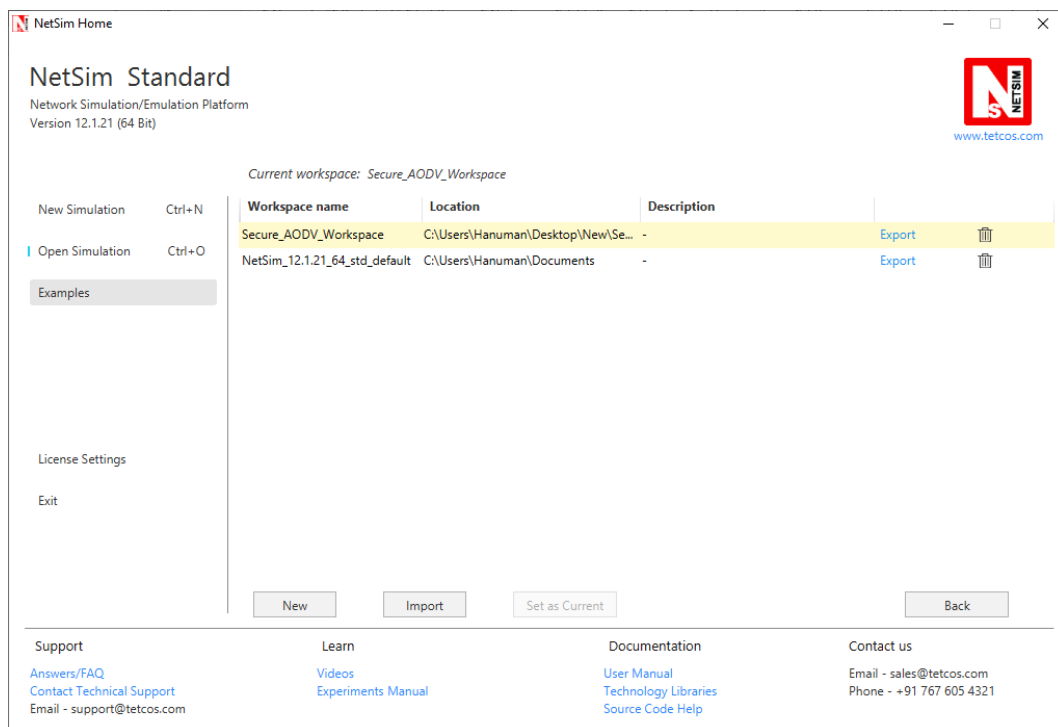 NetSim Home
NetSim Standard
Network Simulation/Emulation Platform
Version 12.1.21 (64 Bit)
NS NETSIM
www.tetcos.com
Current workspace: Secure_AODV_Workspace
New Simulation Ctrl+N
Open Simulation Ctrl+O
Examples
License Settings
Exit
Workspace name Location Description
Secure_AODV_Workspace C:\Users\Hanuman\Desktop\New\Se... - Export
NetSim_12.1.21_64_std_default C:\Users\Hanuman\Documents - Export
New Import Set as Current Back
Support Learn Documentation Contact us
Answers/FAQ Videos User Manual Email - sales@tetcos.com
Contact Technical Support Experiments Manual Technology Libraries Phone - +91 767 605 4321
Email - support@tetcos.com Source Code Help